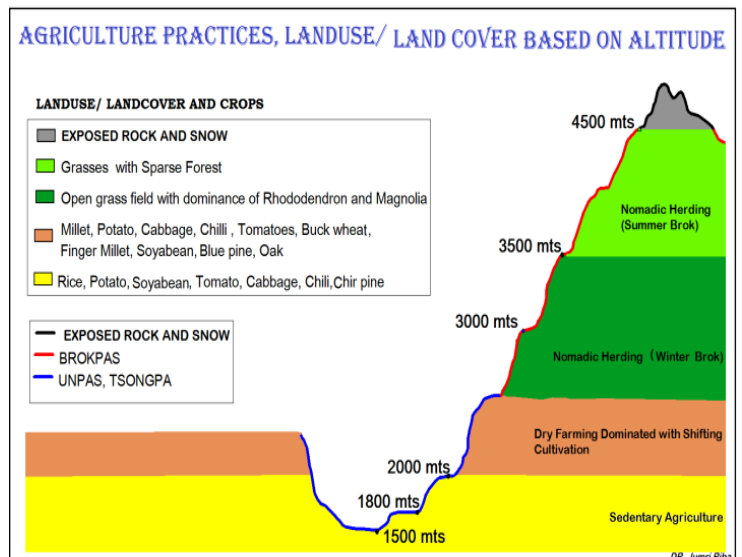 AGRICULTURE PRACTICES, LANDUSE/ LAND COVER BASED ON ALTITUDE
LANDUSE/ LANDCOVER AND CROPS
EXPOSED ROCK AND SNOW
Grasses with Sparse Forest
Open grass field with dominance of Rhododendron and Magnolia
Millet, Potato, Cabbage, Chilli , Tomatoes, Buck wheat,
Finger Millet, Soyabean, Blue pine, Oak
Rice, Potato, Soyabean, Tomato, Cabbage, Chili, Chir pine
EXPOSED ROCK AND SNOW
BROKPAS
UNPAS, TSONGPA
4500 mts
Nomadic Herding
(Summer Brok)
3500 mts
3000 mts
Nomadic Herding (Winter Brok)
Dry Farming Dominated with Shifting
Cultivation
2000 mts
1800 mts
1500 mts
Sedentary Agriculture
DR. Jumri Riba